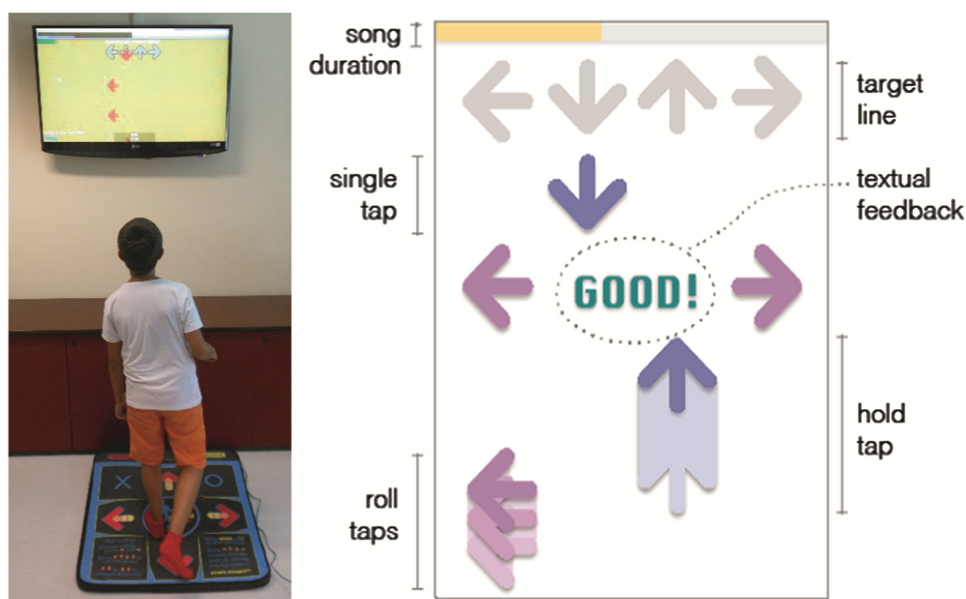 song
duration
target
line
single
tap
textual
feedback
GOOD!
hold
tap
roll
taps
X
O